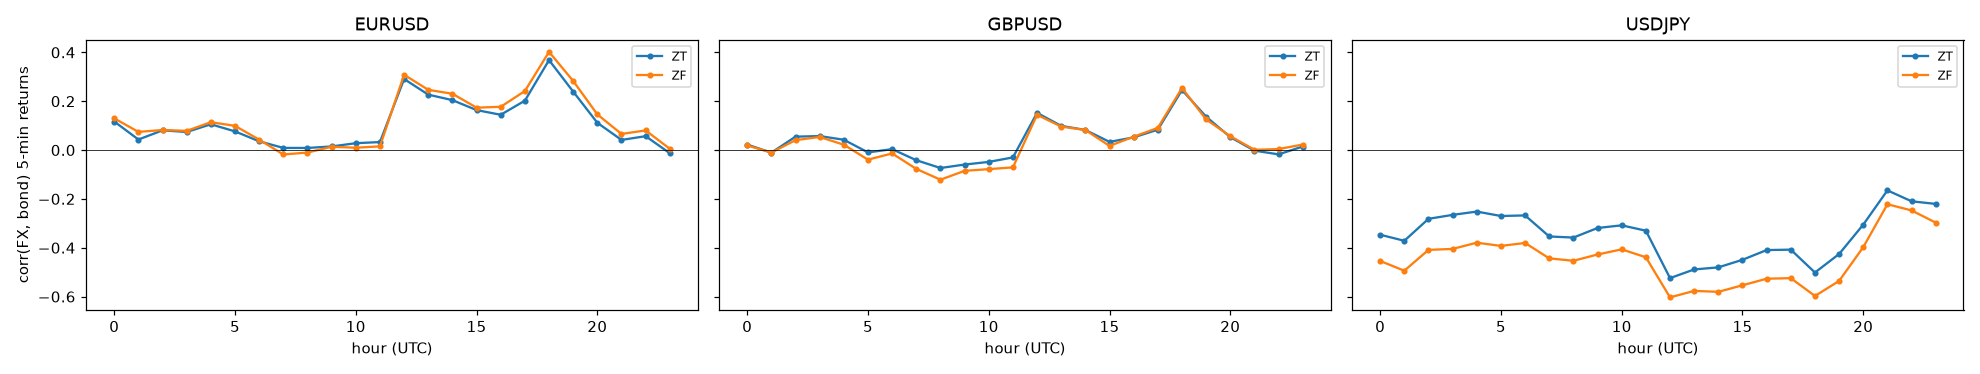 EURUSD
GBPUSD
USDJPY
corr(FX, bond) 5-min returns
0.4
0.2
0.0
−0.2
−0.4
−0.6
ZT
ZF
ZT
ZF
ZT
ZF
0 5 10 15 20
0 5 10 15 20
0 5 10 15 20
hour (UTC)
hour (UTC)
hour (UTC)